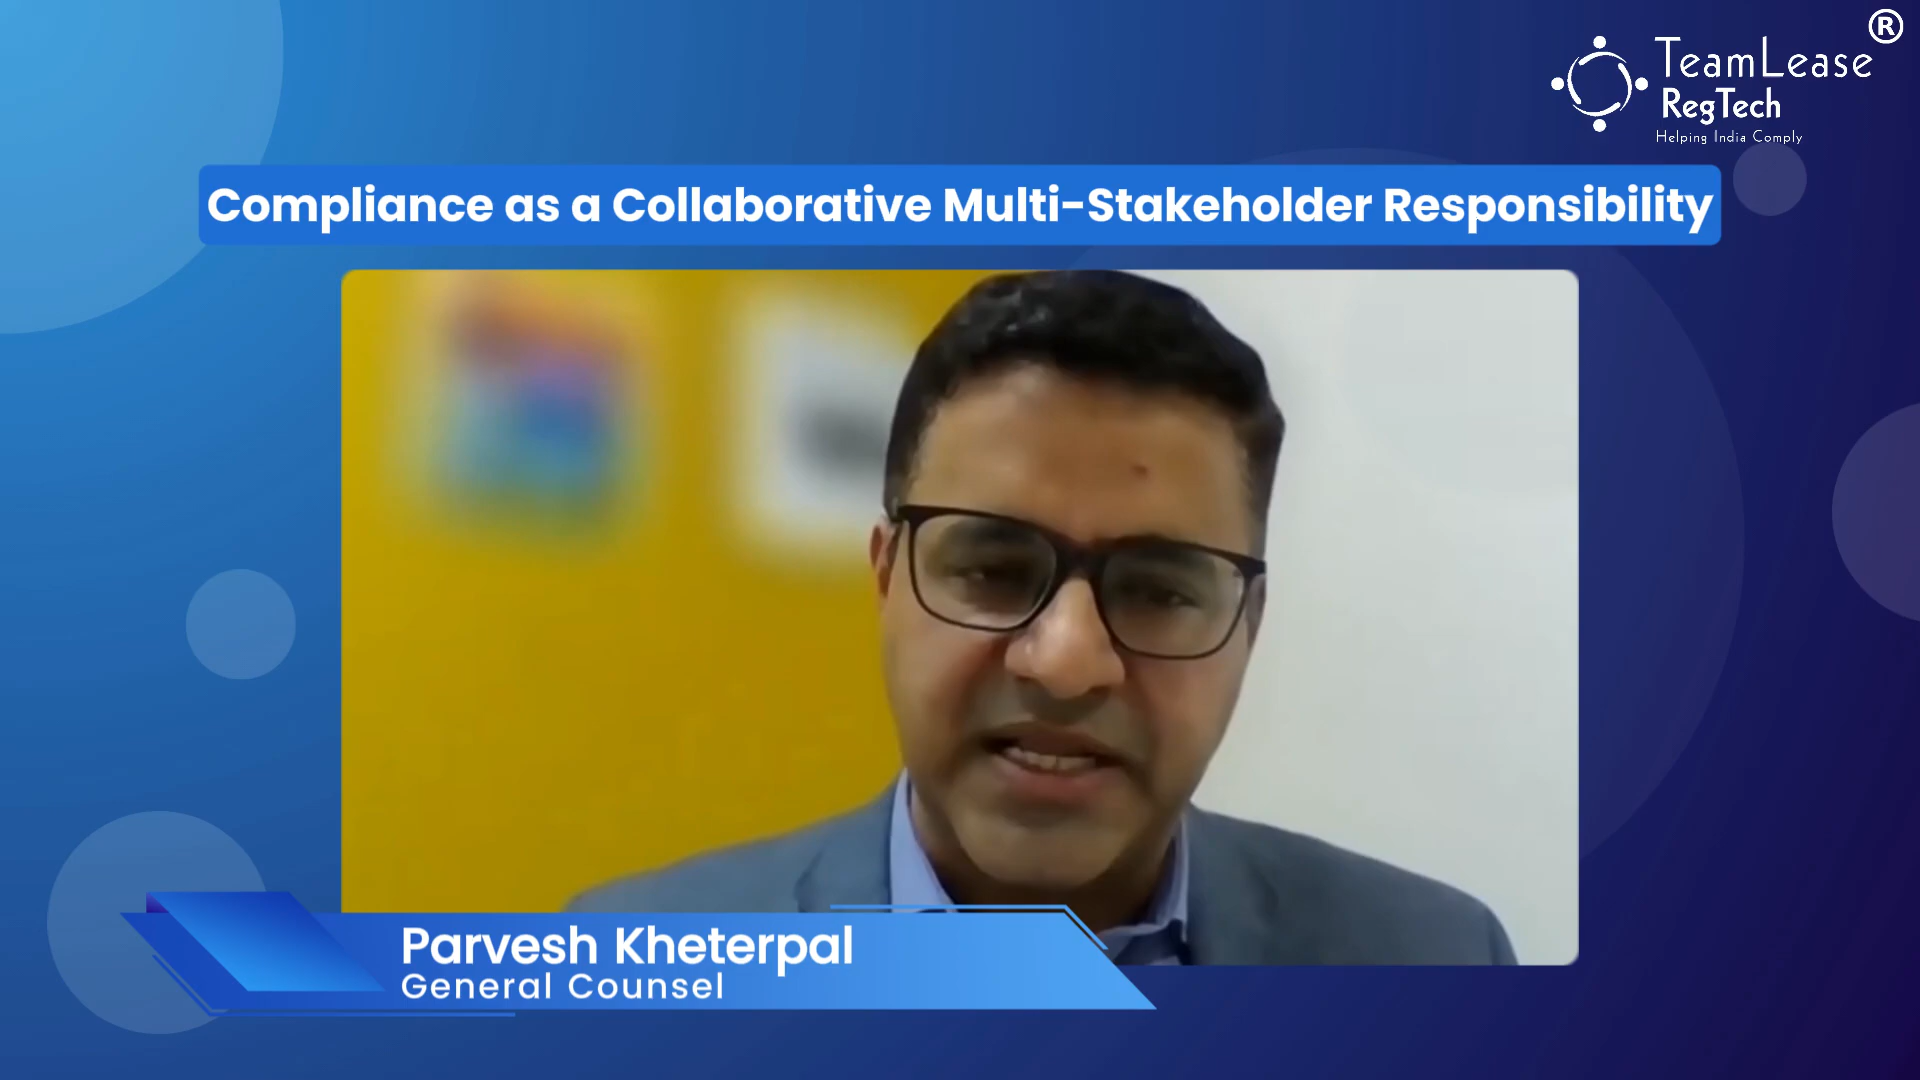 ®
TeamLease
RegTech
Helping India Comply
Compliance as a Collaborative Multi-Stakeholder Responsibility
Parvesh Kheterpal
General Counsel